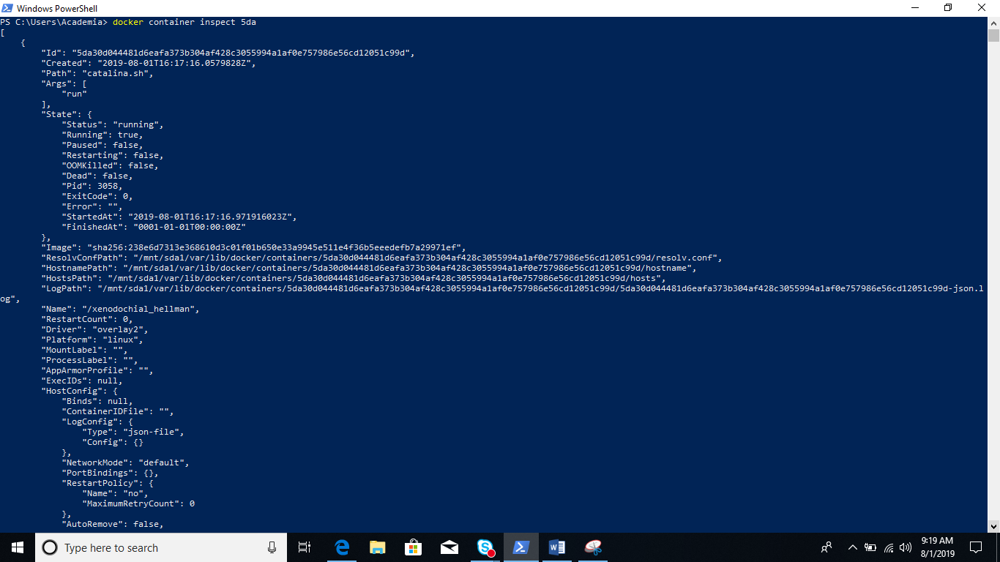 Windows PowerShell
PS C:\Users\Academia> docker container inspect 5da
[
    {
        "Id": "5da30d044481d6eafa373b304af428c3055994a1af0e757986e56cd12051c99d",
        "Created": "2019-08-01T16:17:16.0579828Z",
        "Path": "catalina.sh",
        "Args": [
            "run"
        ],
        "State": {
            "Status": "running",
            "Running": true,
            "Paused": false,
            "Restarting": false,
            "OOMKilled": false,
            "Dead": false,
            "Pid": 3058,
            "ExitCode": 0,
            "Error": "",
            "StartedAt": "2019-08-01T16:17:16.971916023Z",
            "FinishedAt": "0001-01-01T00:00:00Z"
        },
        "Image": "sha256:238e6d7313e368610d3c01f01b650e33a9945e511e4f36b5eeedefb7a29971ef",
        "ResolvConfPath": "/mnt/sda1/var/lib/docker/containers/5da30d044481d6eafa373b304af428c3055994a1af0e757986e56cd12051c99d/resolv.conf",
        "HostnamePath": "/mnt/sda1/var/lib/docker/containers/5da30d044481d6eafa373b304af428c3055994a1af0e757986e56cd12051c99d/hostname",
        "HostsPath": "/mnt/sda1/var/lib/docker/containers/5da30d044481d6eafa373b304af428c3055994a1af0e757986e56cd12051c99d/hosts",
        "LogPath": "/mnt/sda1/var/lib/docker/containers/5da30d044481d6eafa373b304af428c3055994a1af0e757986e56cd12051c99d/5da30d044481d6eafa373b304af428c3055994a1af0e757986e56cd12051c99d-json.l
og",
        "Name": "/xenodochial_hellman",
        "RestartCount": 0,
        "Driver": "overlay2",
        "Platform": "linux",
        "MountLabel": "",
        "ProcessLabel": "",
        "AppArmorProfile": "",
        "ExecIDs": null,
        "HostConfig": {
            "Binds": null,
            "ContainerIDFile": "",
            "LogConfig": {
                "Type": "json-file",
                "Config": {}
            },
            "NetworkMode": "default",
            "PortBindings": {},
            "RestartPolicy": {
                "Name": "no",
                "MaximumRetryCount": 0
            },
            "AutoRemove": false,
Type here to search
9:19 AM
8/1/2019